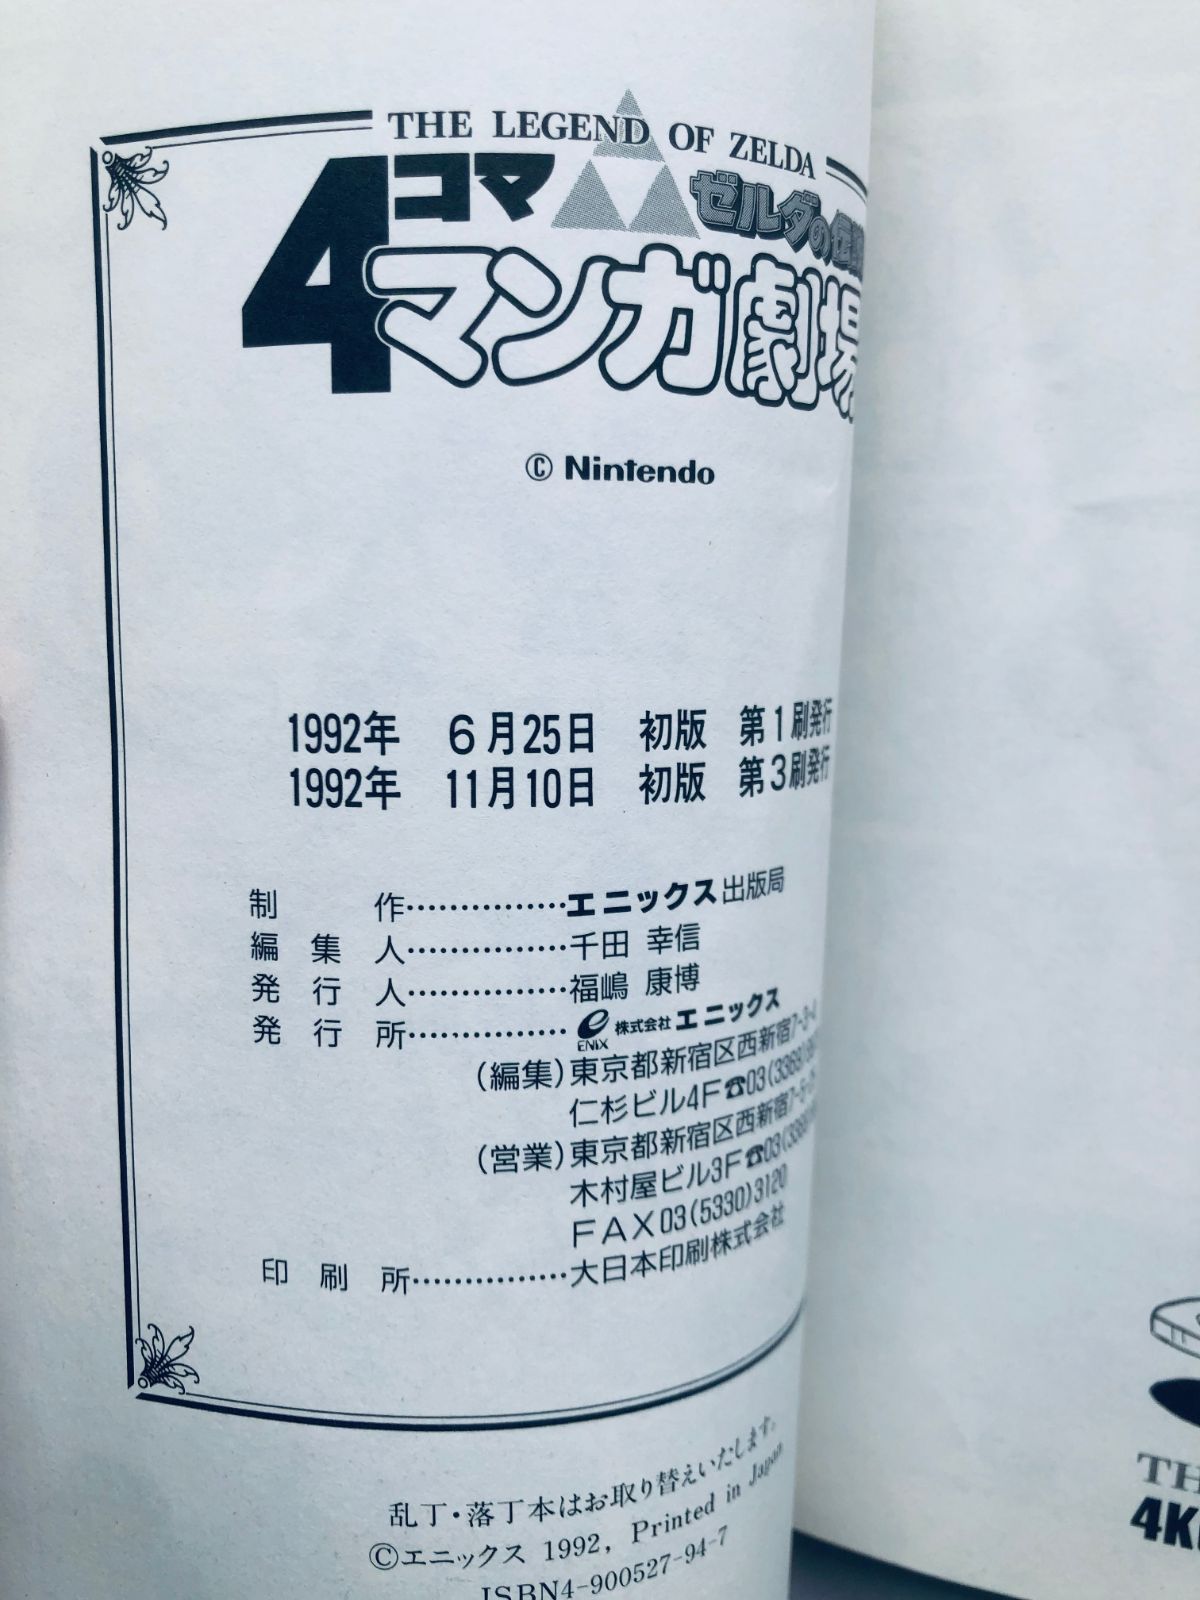 THE LEGEND OF ZELDA
4コマ
ゼルダの伝
マンガ劇場
© Nintendo
1992年 6月25日 初版 第1刷発行
1992年 11月10日 初版 第3刷発行
制作……………エニックス出版局
編集人……………千田 幸信
発行人……………福嶋 康博
発行所……………ENIX 株式会社エニックス
(編集)東京都新宿区西新宿7-3-4
仁杉ビル4F☎03(3369)
(営業)東京都新宿区西新宿7-5-
木村屋ビル3F☎03
FAX03(5330)3120
印刷所……………大日本印刷株式会社
乱丁・落丁本はお取り替えいたします。
©エニックス 1992, Printed in Japan
ISBN4-900527-94-7